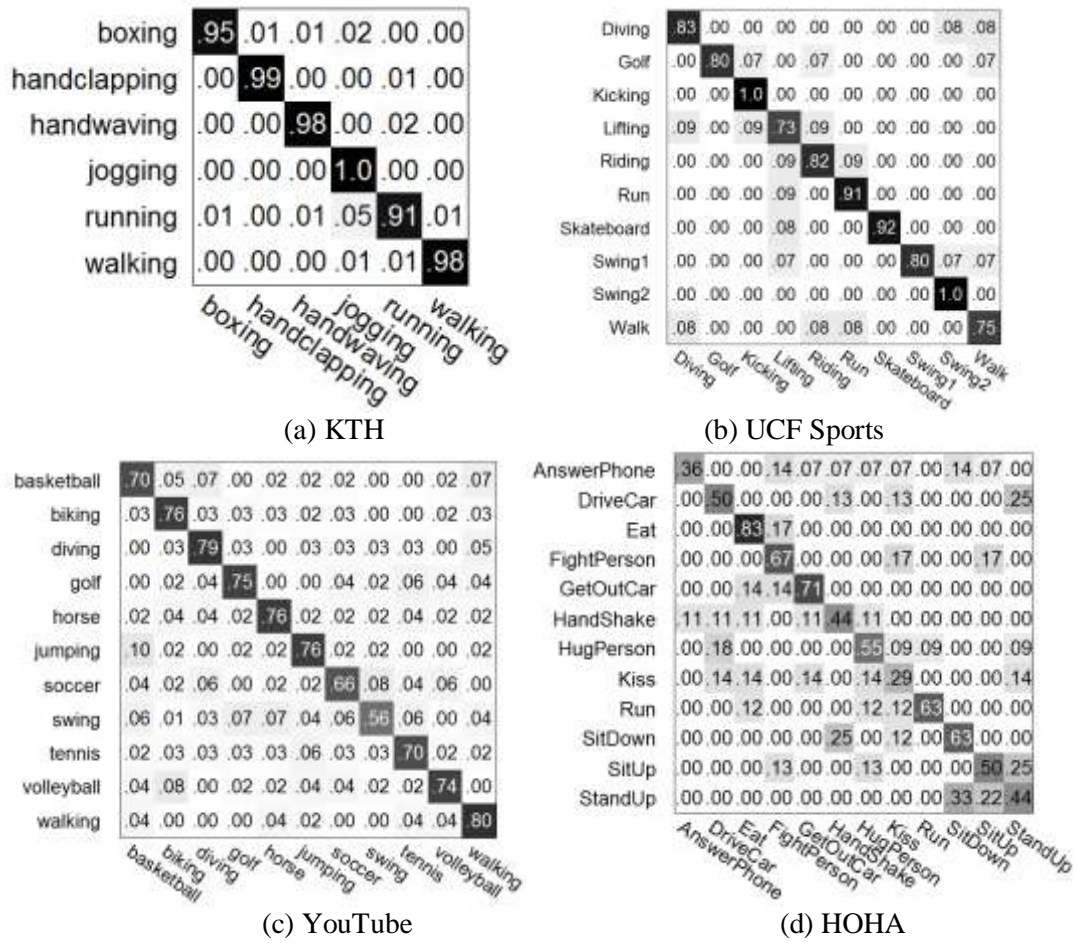 boxing .95 .01 .01 .02 .00 .00
handclapping .00 .99 .00 .00 .01 .00
handwaving .00 .00 .98 .00 .02 .00
jogging .00 .00 .00 1.0 .00 .00
running .01 .00 .01 .05 .91 .01
walking .00 .00 .00 .01 .01 .98
boxing handclapping handwaving jogging running walking
(a) KTH
Diving .83 .00 .00 .00 .00 .00 .00 .00 .08 .08
Golf .00 .80 .07 .00 .07 .00 .00 .00 .00 .07
Kicking .00 .00 1.0 .00 .00 .00 .00 .00 .00 .00
Lifting .09 .00 .09 .73 .09 .00 .00 .00 .00 .00
Riding .00 .00 .00 .09 .82 .09 .00 .00 .00 .00
Run .00 .00 .00 .09 .00 .91 .00 .00 .00 .00
Skateboard .00 .00 .00 .08 .00 .00 .92 .00 .00 .00
Swing1 .00 .00 .00 .07 .00 .00 .00 .80 .07 .07
Swing2 .00 .00 .00 .00 .00 .00 .00 .00 1.0 .00
Walk .08 .00 .00 .00 .08 .08 .00 .00 .00 .75
Diving Golf Kicking Lifting Riding Run Skateboard Swing1 Swing2 Walk
(b) UCF Sports
basketball .70 .05 .07 .00 .02 .02 .02 .00 .00 .02 .07
biking .03 .76 .03 .03 .03 .02 .03 .00 .00 .02 .03
diving .00 .03 .79 .03 .00 .03 .03 .03 .03 .00 .05
golf .00 .02 .04 .75 .00 .00 .04 .02 .06 .04 .04
horse .02 .04 .04 .02 .76 .02 .02 .02 .04 .02 .02
jumping .10 .02 .00 .02 .02 .76 .02 .02 .00 .02 .02
soccer .04 .02 .06 .00 .02 .02 .66 .08 .04 .06 .00
swing .06 .01 .03 .07 .07 .04 .06 .56 .06 .00 .04
tennis .02 .03 .03 .03 .03 .06 .03 .03 .70 .02 .02
volleyball .04 .08 .00 .02 .02 .04 .04 .02 .02 .74 .00
walking .04 .00 .00 .00 .04 .02 .00 .00 .04 .04 .80
basketball biking diving golf horse jumping soccer swing tennis volleyball walking
(c) YouTube
AnswerPhone .36 .00 .00 .14 .07 .07 .07 .07 .00 .14 .07 .00
DriveCar .00 .50 .00 .00 .00 .13 .00 .13 .00 .00 .00 .25
Eat .00 .00 .83 .17 .00 .00 .00 .00 .00 .00 .00 .00
FightPerson .00 .00 .00 .67 .00 .00 .00 .17 .00 .00 .17 .00
GetOutCar .00 .00 .14 .14 .71 .00 .00 .00 .00 .00 .00 .00
HandShake .11 .11 .11 .00 .11 .44 .11 .00 .00 .00 .00 .00
HugPerson .00 .18 .00 .00 .00 .00 .55 .09 .09 .00 .00 .09
Kiss .00 .14 .14 .00 .14 .00 .14 .29 .00 .00 .00 .14
Run .00 .00 .12 .00 .00 .00 .12 .12 .63 .00 .00 .00
SitDown .00 .00 .00 .00 .00 .25 .00 .12 .00 .63 .00 .00
SitUp .00 .00 .00 .13 .00 .00 .13 .00 .00 .00 .50 .25
StandUp .00 .00 .00 .00 .00 .00 .00 .00 .00 .33 .22 .44
AnswerPhone DriveCar Eat FightPerson GetOutCar HandShake HugPerson Kiss Run SitDown SitUp StandUp
(d) HOHA